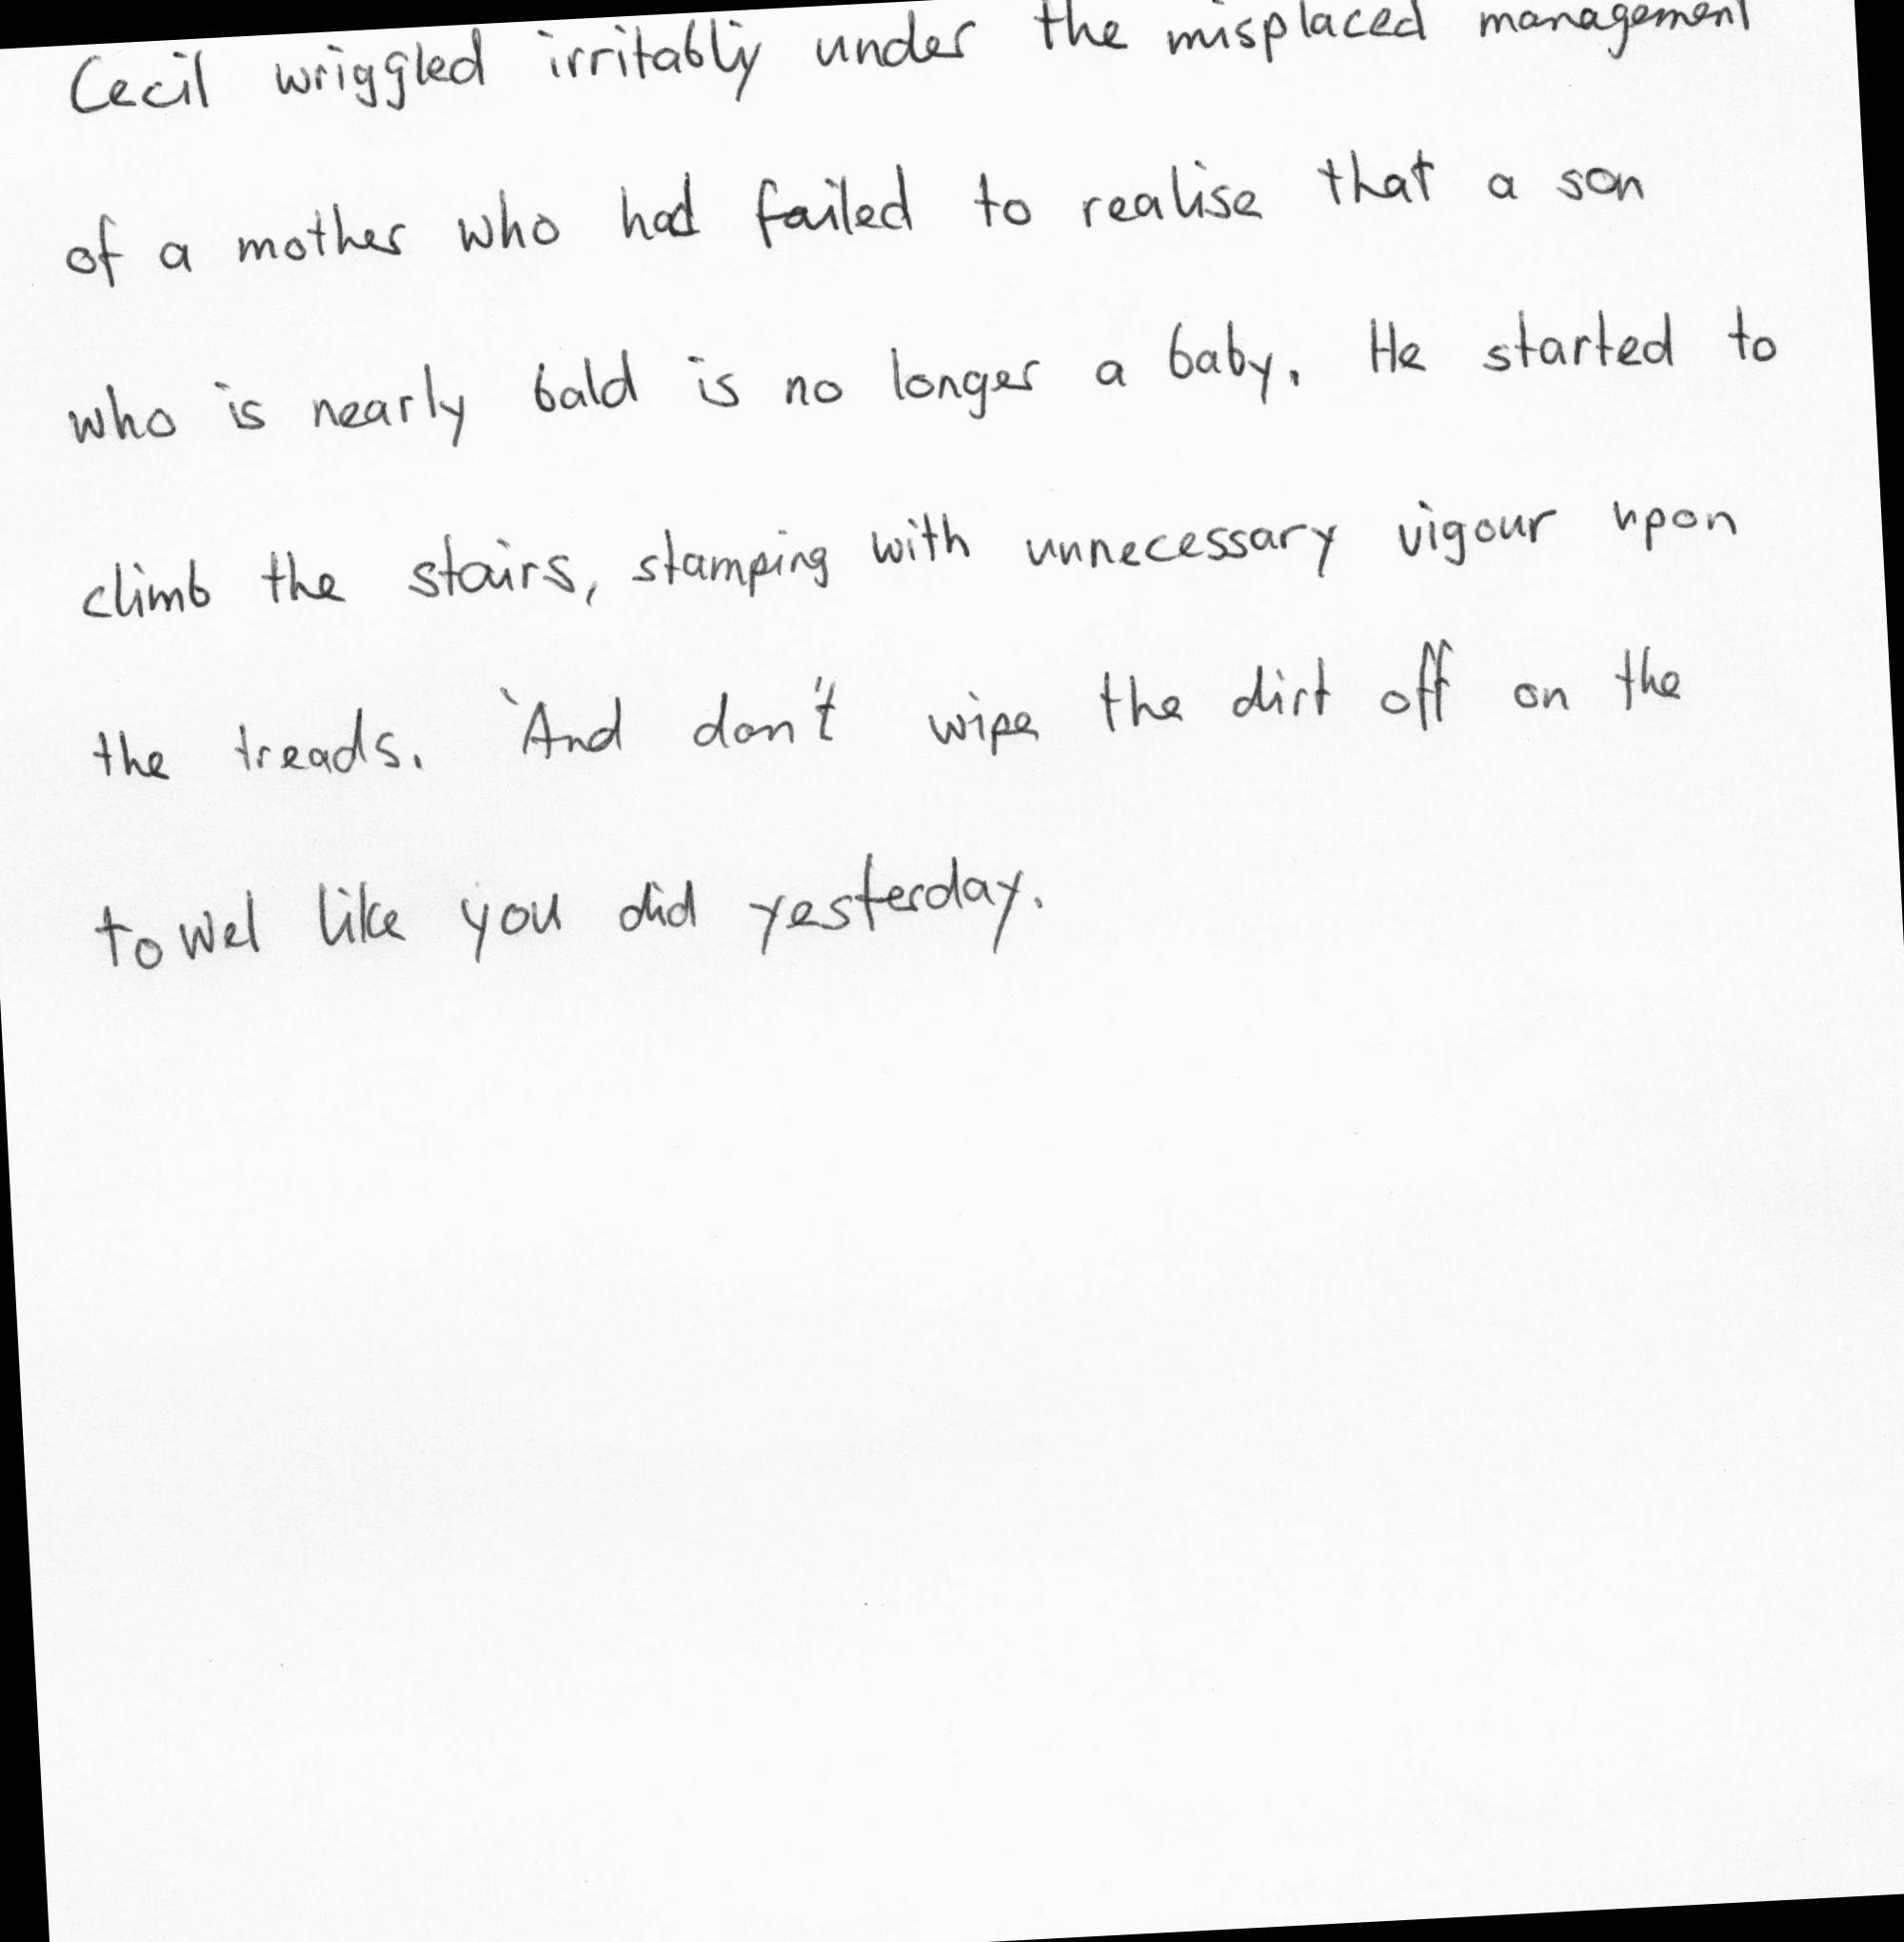 Cecil wriggled irritably under the misplaced management
of a mother who had failed to realise that a son
who is nearly bald is no longer a baby. He started to
climb the stairs, stamping with unnecessary vigour upon
the treads. 'And don't wipe the dirt off on the
towel like you did yesterday.